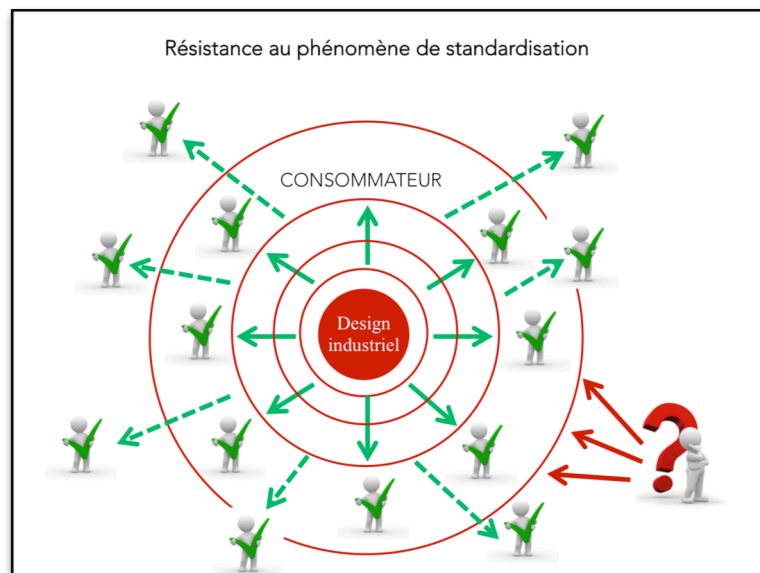 Résistance au phénomène de standardisation
CONSOMMATEUR
Design
industriel